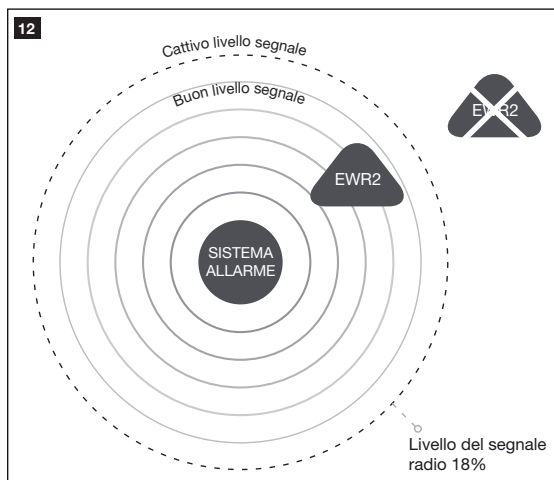 12
Cattivo livello segnale
Buon livello segnale
EWR2
EWR2
SISTEMA
ALLARME
Livello del segnale
radio 18%